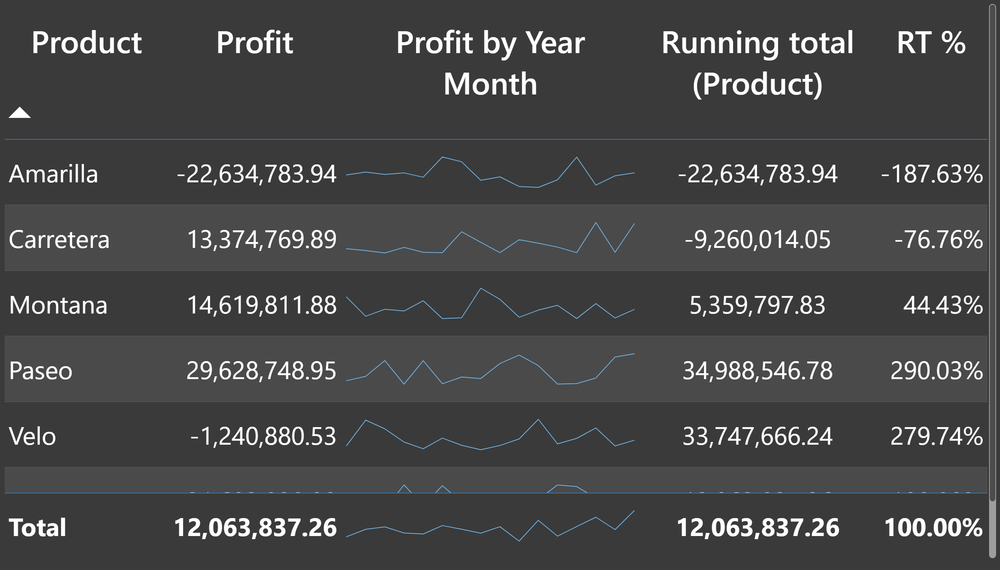 Product Profit Profit by Year Month Running total (Product) RT %
Amarilla -22,634,783.94 -22,634,783.94 -187.63%
Carretera 13,374,769.89 -9,260,014.05 -76.76%
Montana 14,619,811.88 5,359,797.83 44.43%
Paseo 29,628,748.95 34,988,546.78 290.03%
Velo -1,240,880.53 33,747,666.24 279.74%
Total 12,063,837.26 12,063,837.26 100.00%